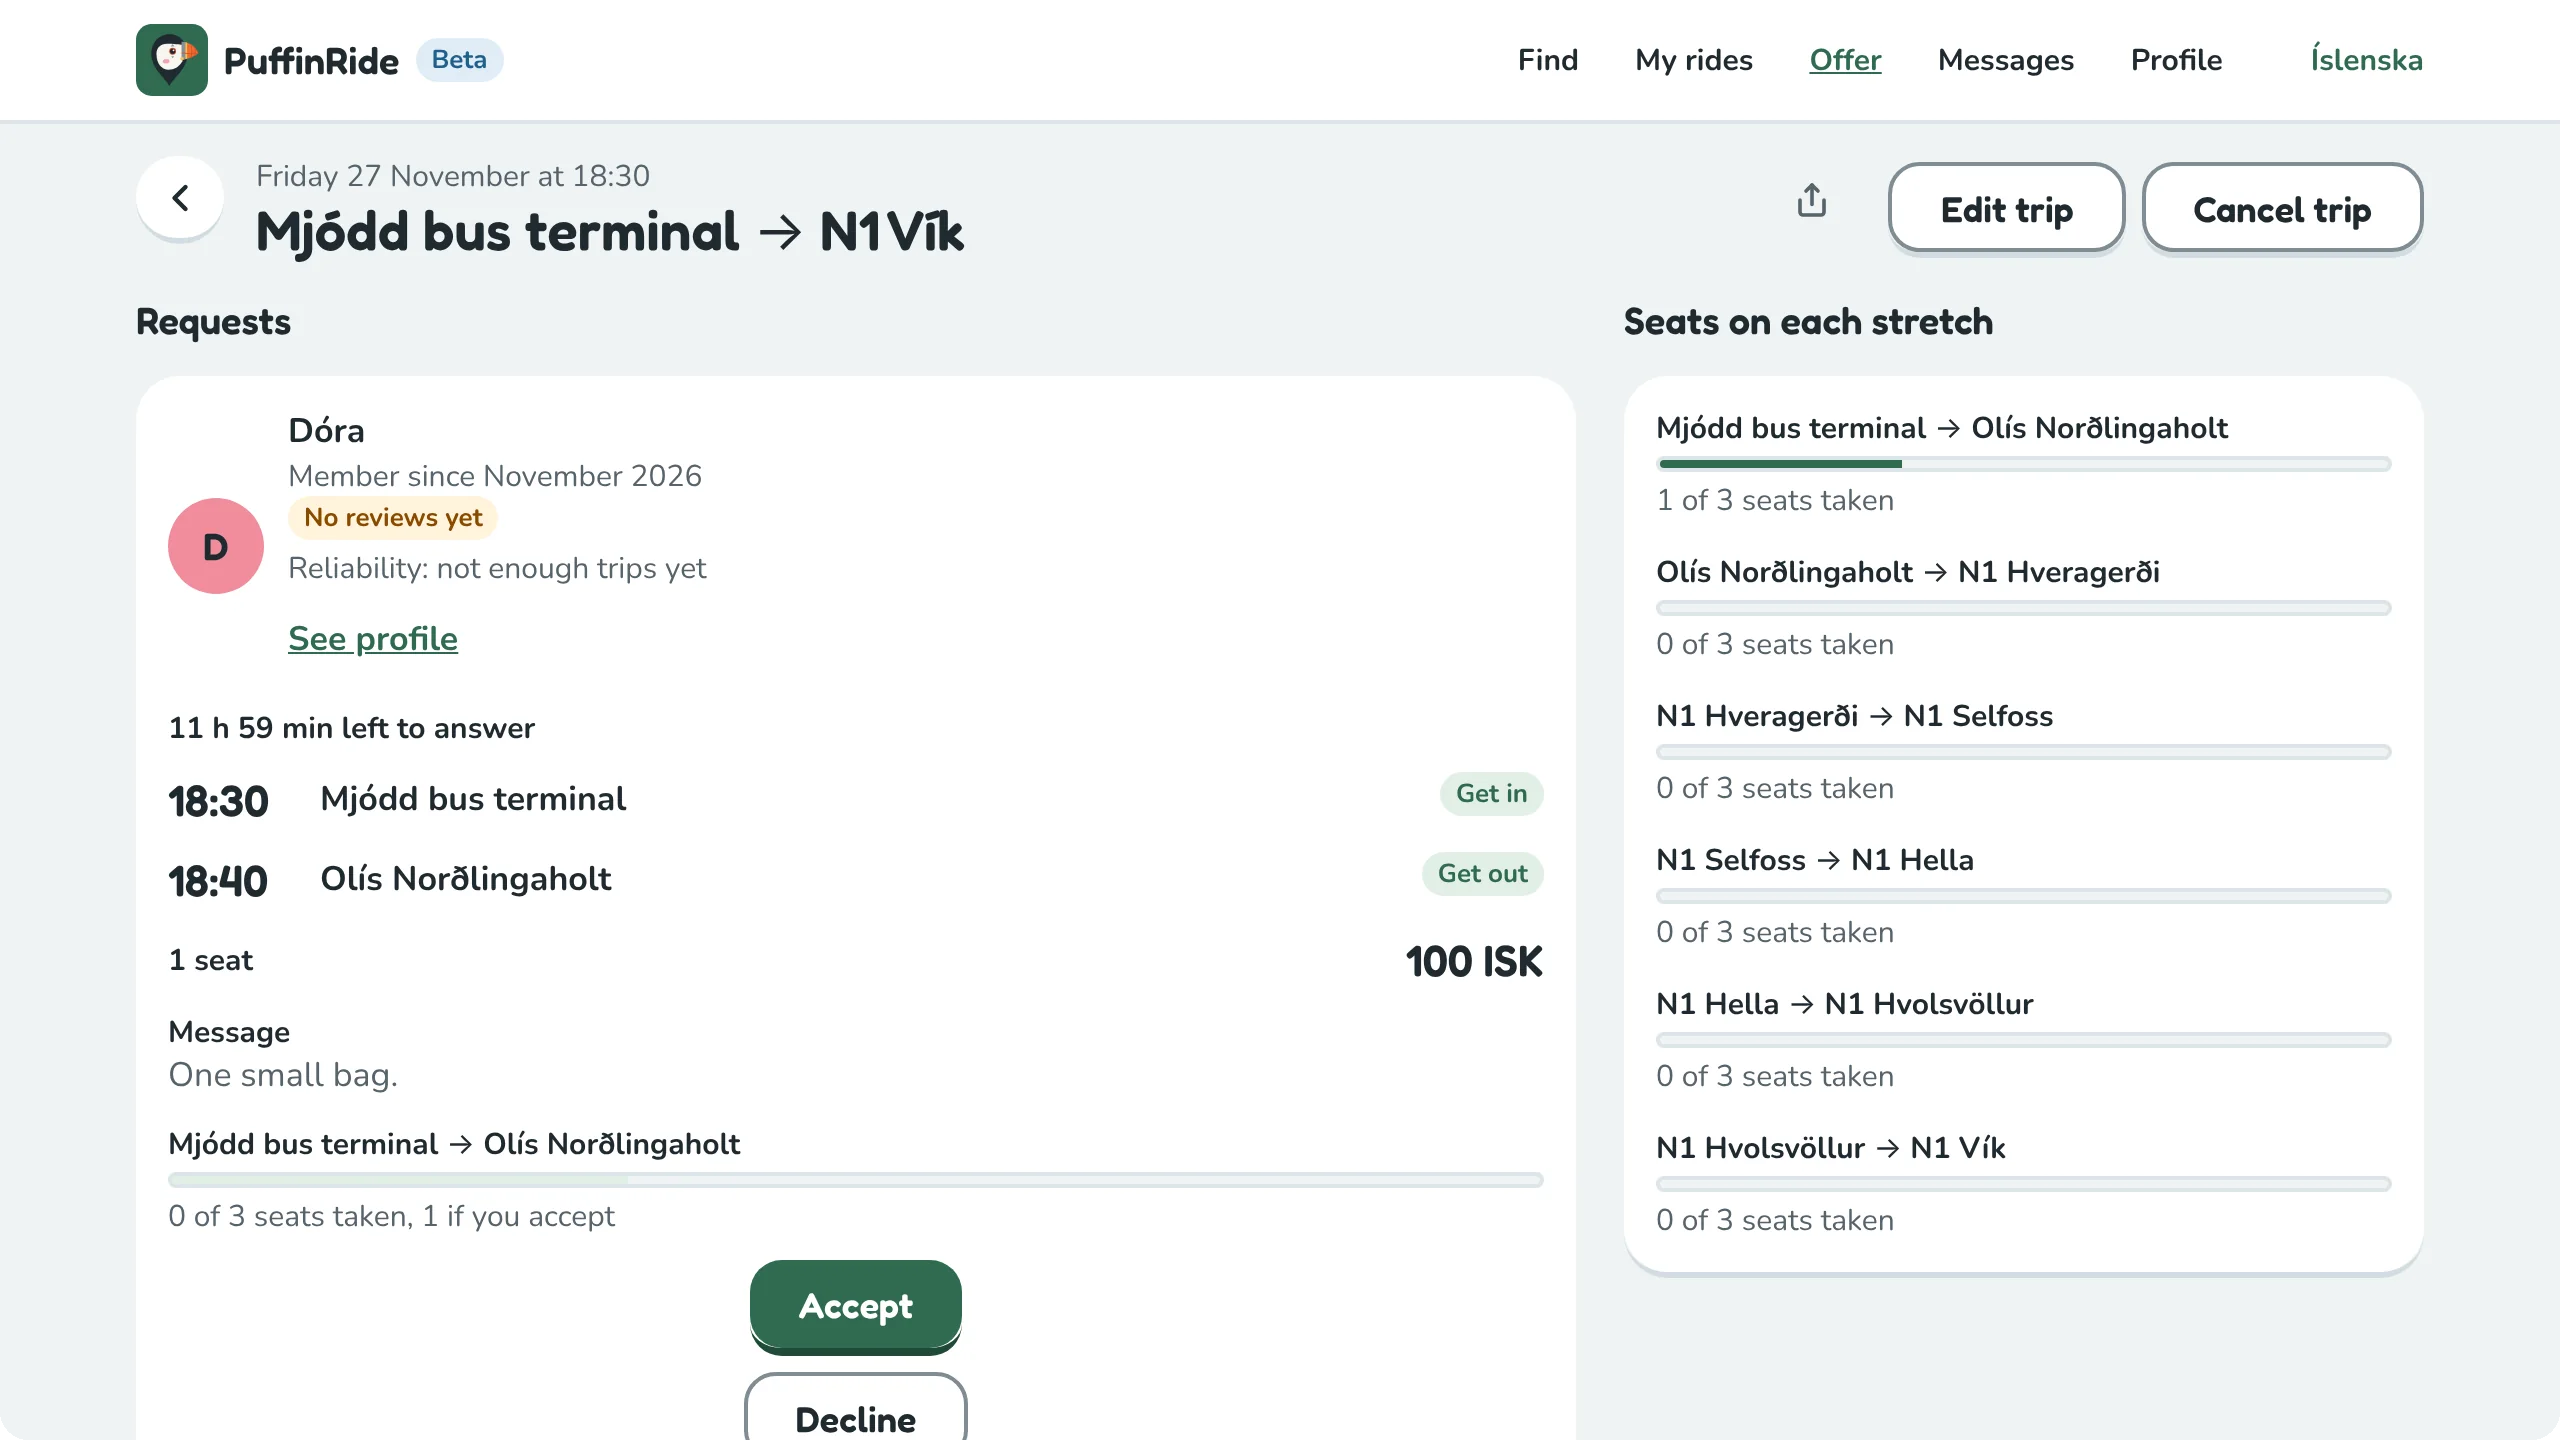 PuffinRide Beta
Find My rides Offer Messages Profile Íslenska
Friday 27 November at 18:30
Mjódd bus terminal → N1 Vík
Edit trip Cancel trip
Requests
Dóra
Member since November 2026
No reviews yet
D
Reliability: not enough trips yet
See profile
11 h 59 min left to answer
18:30 Mjódd bus terminal Get in
18:40 Olís Norðlingaholt Get out
1 seat 100 ISK
Message
One small bag.
Mjódd bus terminal → Olís Norðlingaholt
0 of 3 seats taken, 1 if you accept
Accept
Decline
Seats on each stretch
Mjódd bus terminal → Olís Norðlingaholt
1 of 3 seats taken
Olís Norðlingaholt → N1 Hveragerði
0 of 3 seats taken
N1 Hveragerði → N1 Selfoss
0 of 3 seats taken
N1 Selfoss → N1 Hella
0 of 3 seats taken
N1 Hella → N1 Hvolsvöllur
0 of 3 seats taken
N1 Hvolsvöllur → N1 Vík
0 of 3 seats taken